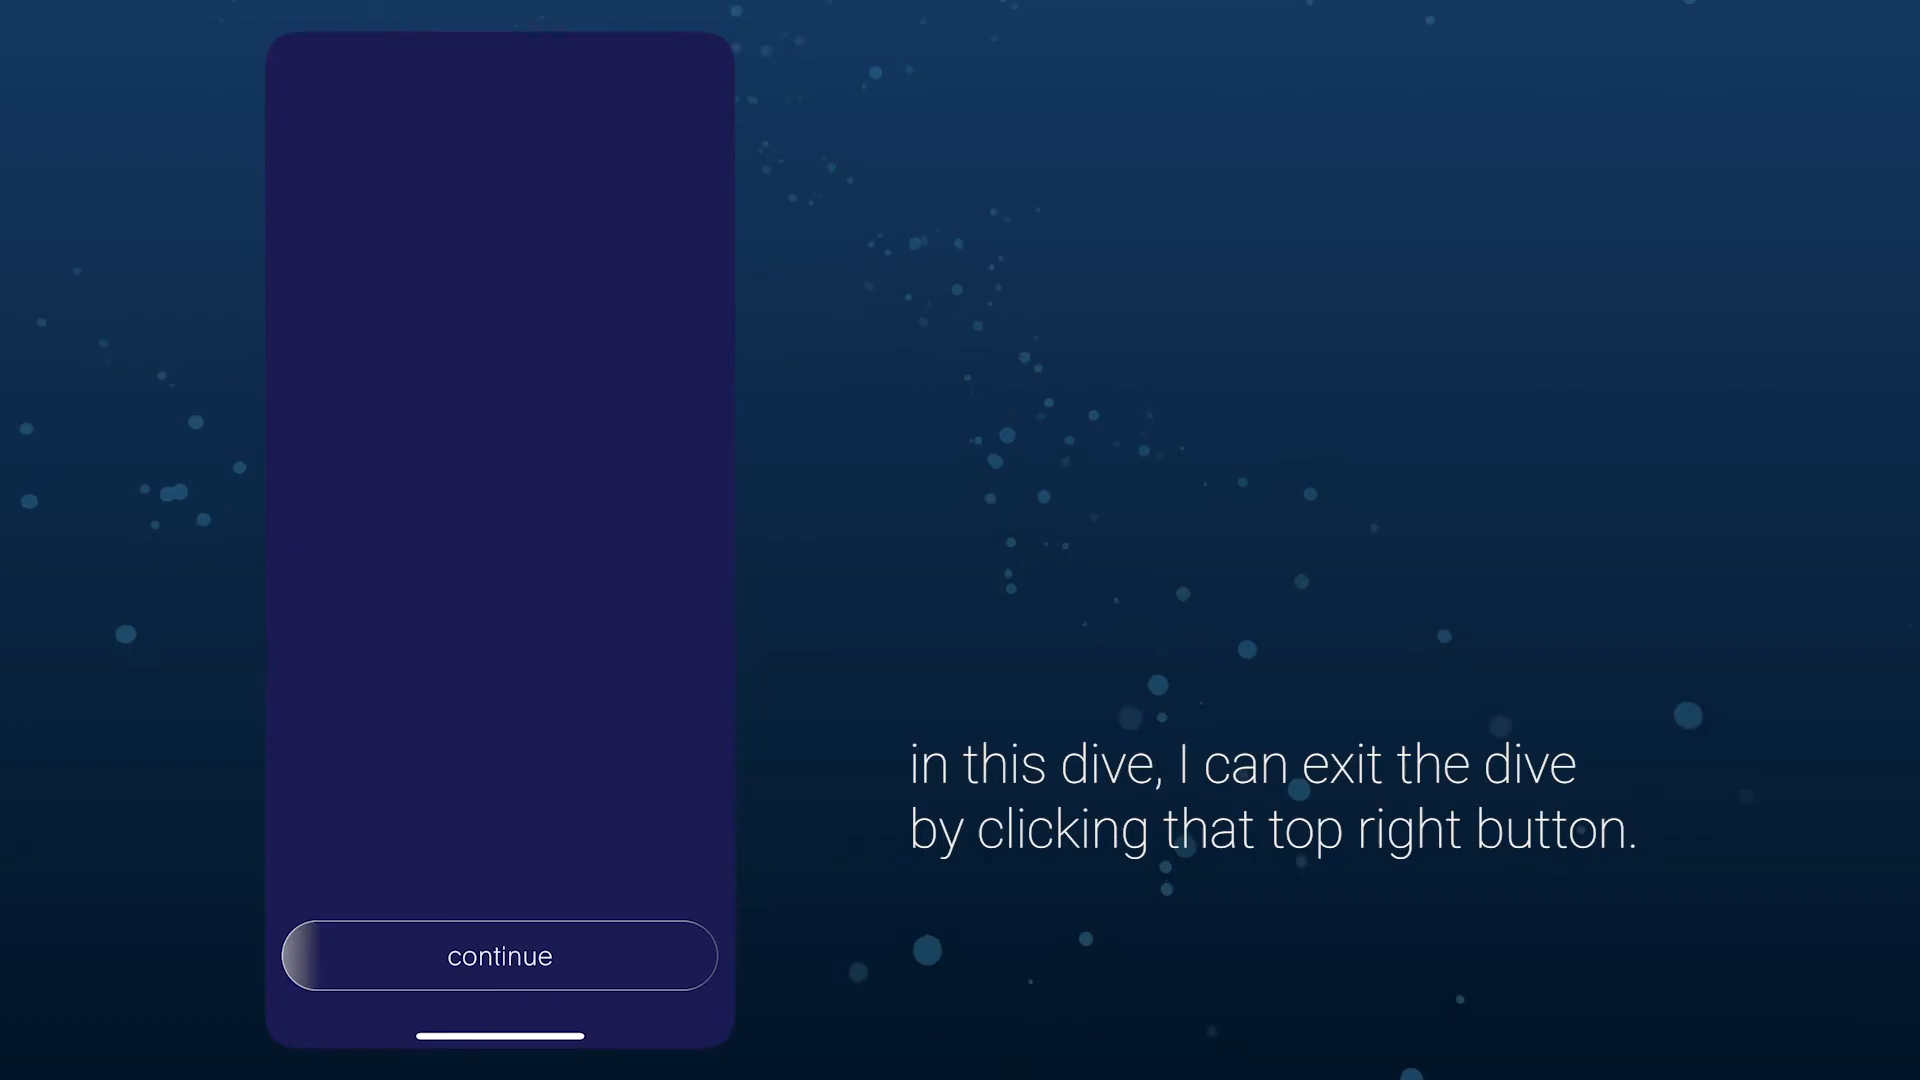 in this dive, I can exit the dive
by clicking that top right button.
continue